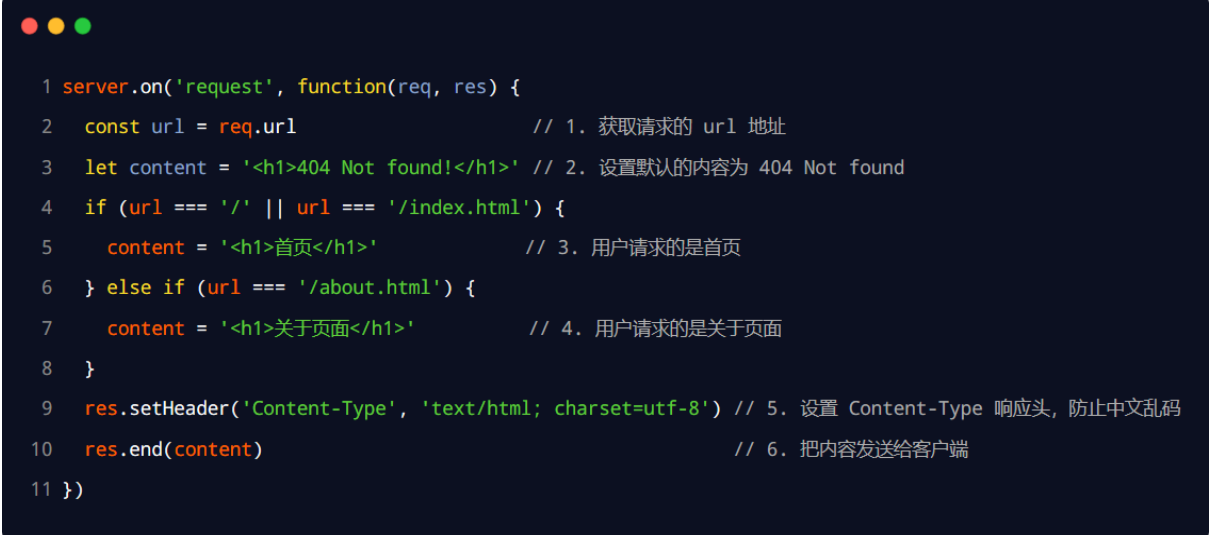 1 server.on('request', function(req, res) {
2 const url = req.url // 1. 获取请求的 url 地址
3 let content = '<h1>404 Not found!</h1>' // 2. 设置默认的内容为 404 Not found
4 if (url === '/' || url === '/index.html') {
5 content = '<h1>首页</h1>' // 3. 用户请求的是首页
6 } else if (url === '/about.html') {
7 content = '<h1>关于页面</h1>' // 4. 用户请求的是关于页面
8 }
9 res.setHeader('Content-Type', 'text/html; charset=utf-8') // 5. 设置 Content-Type 响应头, 防止中文乱码
10 res.end(content) // 6. 把内容发送给客户端
11 })